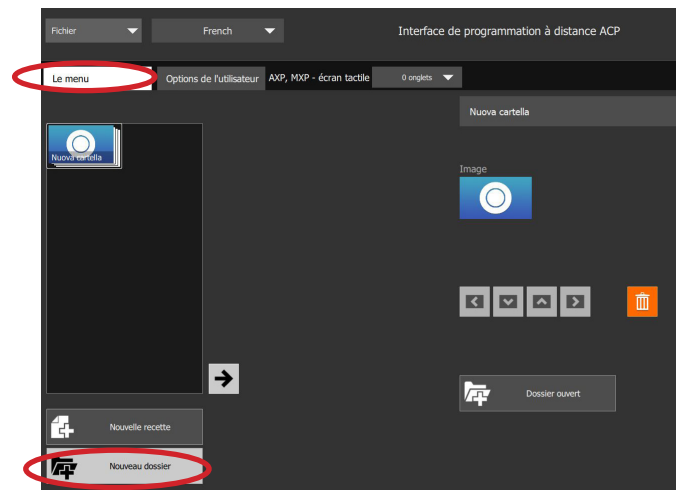 Fichier
French
Interface de programmation à distance ACP
Le menu
Options de l'utilisateur
AXP, MXP - écran tactile
0 onglets
Nuova cartella
Nuova cartella
Image
Dossier ouvert
Nouvelle recette
Nouveau dossier